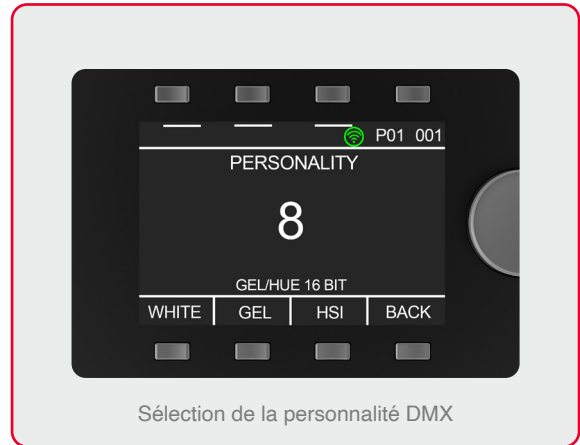 P01 001
PERSONALITY
8
GEL/HUE 16 BIT
WHITE GEL HSI BACK
Sélection de la personnalité DMX